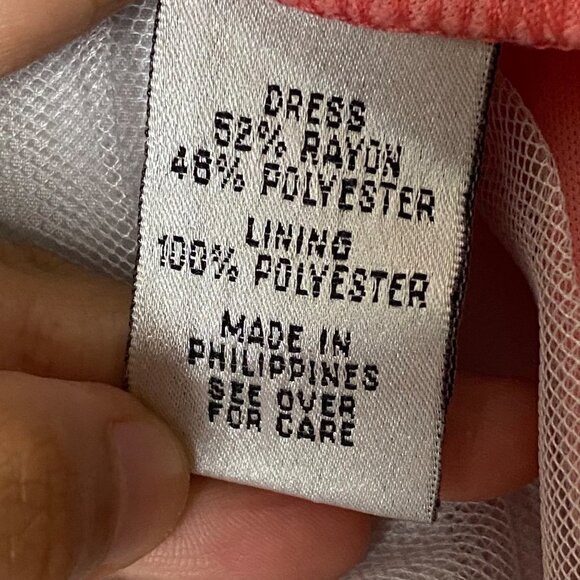 DRESS
52% RAYON
48% POLYESTER
LINING
100% POLYESTER
MADE IN
PHILIPPINES
SEE OVER
FOR CARE